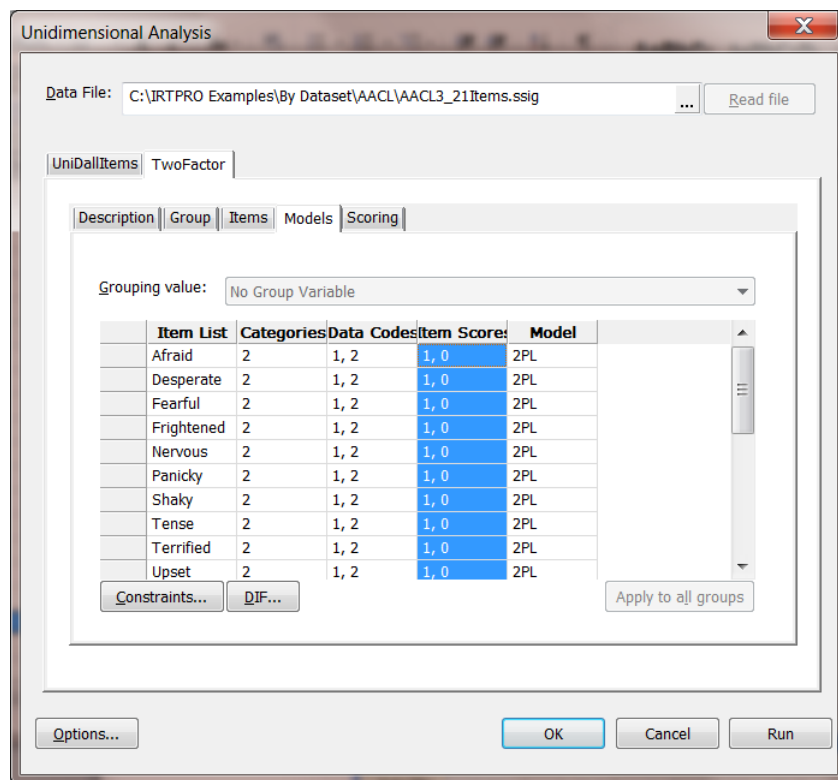 Unidimensional Analysis
Data File: C:\IRTPRO Examples\By Dataset\AACL\AACL3_21Items.ssig ... Read file
UniDallItems TwoFactor
Description Group Items Models Scoring
Grouping value: No Group Variable
Item List Categories Data Codes Item Scores Model
Afraid 2 1, 2 1, 0 2PL
Desperate 2 1, 2 1, 0 2PL
Fearful 2 1, 2 1, 0 2PL
Frightened 2 1, 2 1, 0 2PL
Nervous 2 1, 2 1, 0 2PL
Panicky 2 1, 2 1, 0 2PL
Shaky 2 1, 2 1, 0 2PL
Tense 2 1, 2 1, 0 2PL
Terrified 2 1, 2 1, 0 2PL
Upset 2 1, 2 1, 0 2PL
Constraints... DIF... Apply to all groups
Options... OK Cancel Run